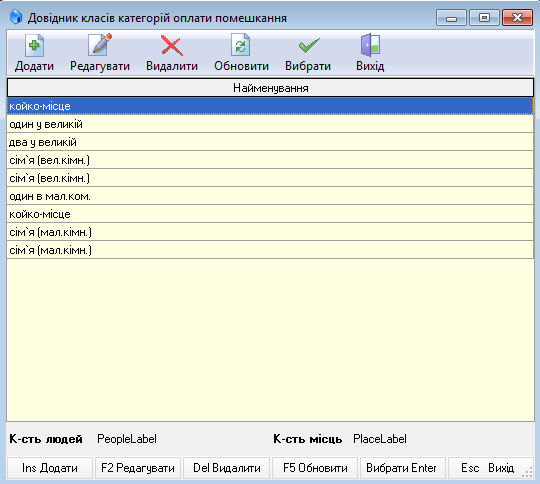 Довідник класів категорій оплати помешкання
Додати Редагувати Видалити Обновити Вибрати Вихід
Найменування
койко-місце
один у великій
два у великій
сім`я (вел.кімн.)
сім`я (вел.кімн.)
один в мал.ком.
койко-місце
сім`я (мал.кімн.)
сім`я (мал.кімн.)
К-сть людей PeopleLabel К-сть місць PlaceLabel
Ins Додати F2 Редагувати Del Видалити F5 Обновити Вибрати Enter Esc Вихід